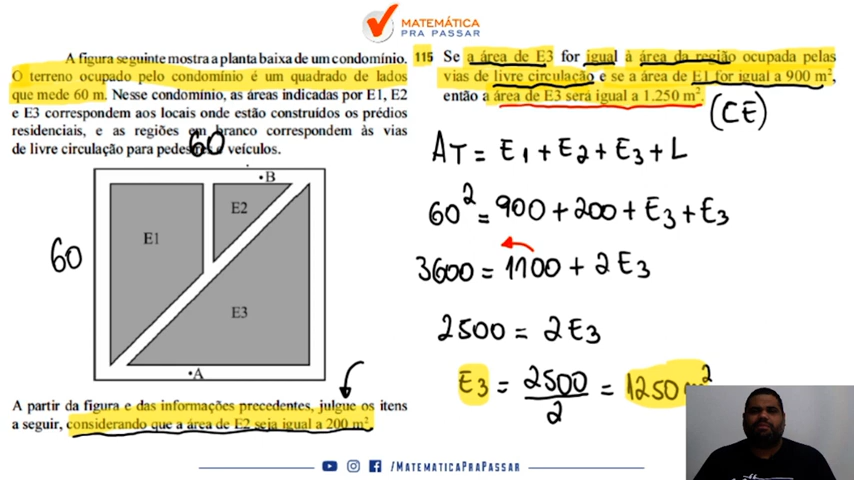 MATEMÁTICA
PRA PASSAR
A figura seguinte mostra a planta baixa de um condomínio.
O terreno ocupado pelo condomínio é um quadrado de lados
que mede 60 m. Nesse condomínio, as áreas indicadas por E1, E2
e E3 correspondem aos locais onde estão construídos os prédios
residenciais, e as regiões em branco correspondem às vias
de livre circulação para pedestres e veículos.
60
60
B
E1
E2
E3
A
A partir da figura e das informações precedentes, julgue os itens
a seguir, considerando que a área de E2 seja igual a 200 m².
115 Se a área de E3 for igual à área da região ocupada pelas
vias de livre circulação e se a área de E1 for igual a 900 m²,
então a área de E3 será igual a 1.250 m².
(CE)
AT = E1 + E2 + E3 + L
60² = 900 + 200 + E3 + E3
3600 = 1100 + 2E3
2500 = 2E3
E3 = 2500/2 = 1250 m²
/MATEMATICAPRAPASSAR